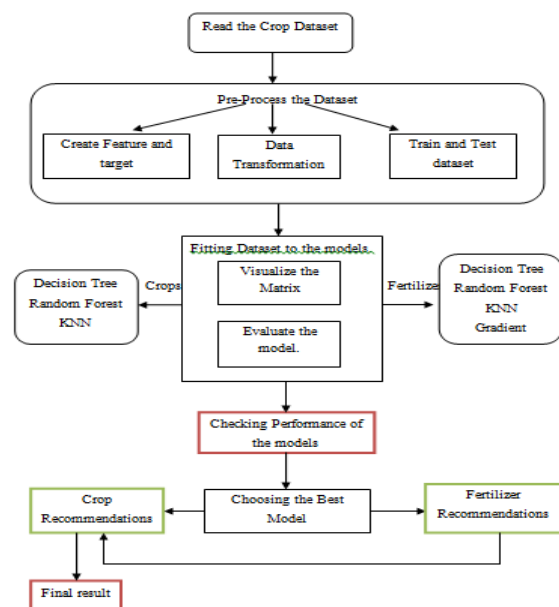 Read the Crop Dataset
Pre-Process the Dataset
Create Feature and
target
Data
Transformation
Train and Test
dataset
Fitting Dataset to the models.
Visualize the
Matrix
Evaluate the
model.
Crops
Decision Tree
Random Forest
KNN
Fertilize
Decision Tree
Random Forest
KNN
Gradient
Checking Performance of
the models
Choosing the Best
Model
Crop
Recommendations
Fertilizer
Recommendations
Final result